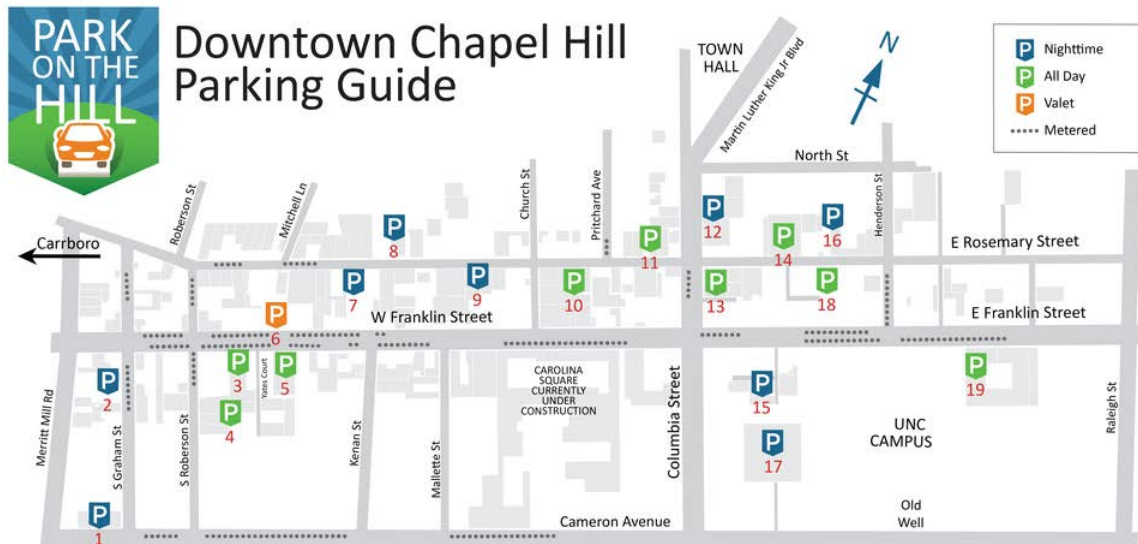 PARK
ON THE
HILL
Downtown Chapel Hill
Parking Guide
TOWN
HALL
Martin Luther King Jr Blvd
N
P Nighttime
P All Day
P Valet
Metered
North St
Roberson St
Mitchell Ln
Church St
Pritchard Ave
Henderson St
Carrboro
P
8
P
11
P
12
P
14
P
16
E Rosemary Street
P
7
P
9
P
10
P
13
P
18
P
6
W Franklin Street
E Franklin Street
P
3
P
5
Yates Court
P
4
P
2
Merritt Mill Rd
S Graham St
S Roberson St
Kenan St
Mallette St
CAROLINA
SQUARE
CURRENTLY
UNDER
CONSTRUCTION
Columbia Street
P
15
P
17
P
19
UNC
CAMPUS
Raleigh St
P
1
Cameron Avenue
Old
Well